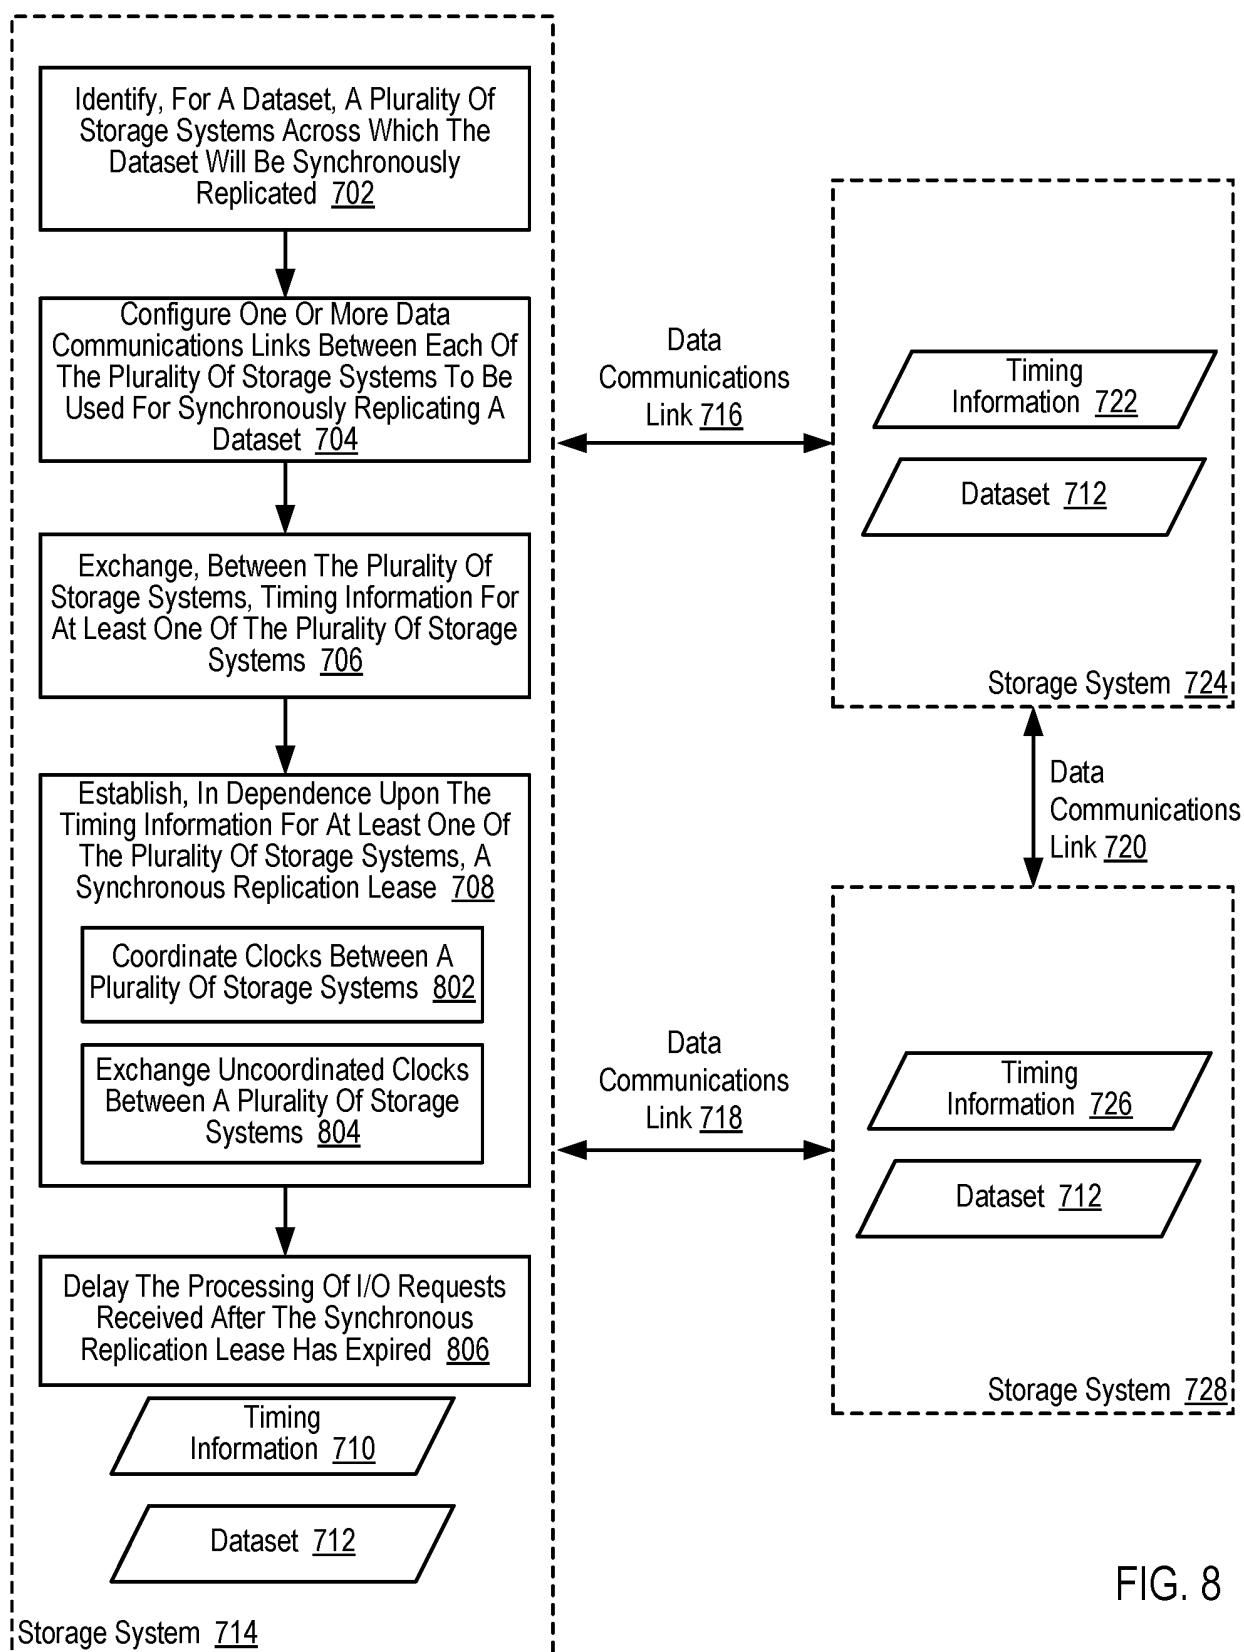 Identify, For A Dataset, A Plurality Of
Storage Systems Across Which The
Dataset Will Be Synchronously
Replicated 702
Configure One Or More Data
Communications Links Between Each Of
The Plurality Of Storage Systems To Be
Used For Synchronously Replicating A
Dataset 704
Exchange, Between The Plurality Of
Storage Systems, Timing Information For
At Least One Of The Plurality Of Storage
Systems 706
Establish, In Dependence Upon The
Timing Information For At Least One Of
The Plurality Of Storage Systems, A
Synchronous Replication Lease 708
Coordinate Clocks Between A
Plurality Of Storage Systems 802
Exchange Uncoordinated Clocks
Between A Plurality Of Storage
Systems 804
Delay The Processing Of I/O Requests
Received After The Synchronous
Replication Lease Has Expired 806
Timing
Information 710
Dataset 712
Storage System 714
Data
Communications
Link 716
Data
Communications
Link 718
Timing
Information 722
Dataset 712
Storage System 724
Data
Communications
Link 720
Timing
Information 726
Dataset 712
Storage System 728
FIG. 8